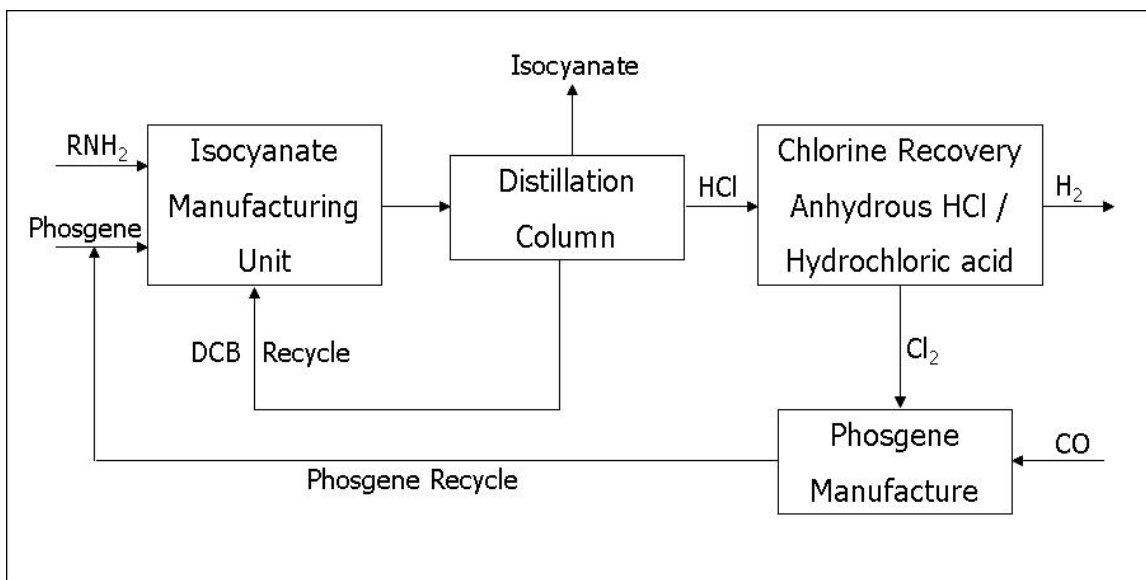 Isocyanate
RNH₂
Phosgene
Isocyanate
Manufacturing
Unit
Distillation
Column
HCl
Chlorine Recovery
Anhydrous HCl /
Hydrochloric acid
H₂
DCB Recycle
Cl₂
Phosgene
Manufacture
CO
Phosgene Recycle